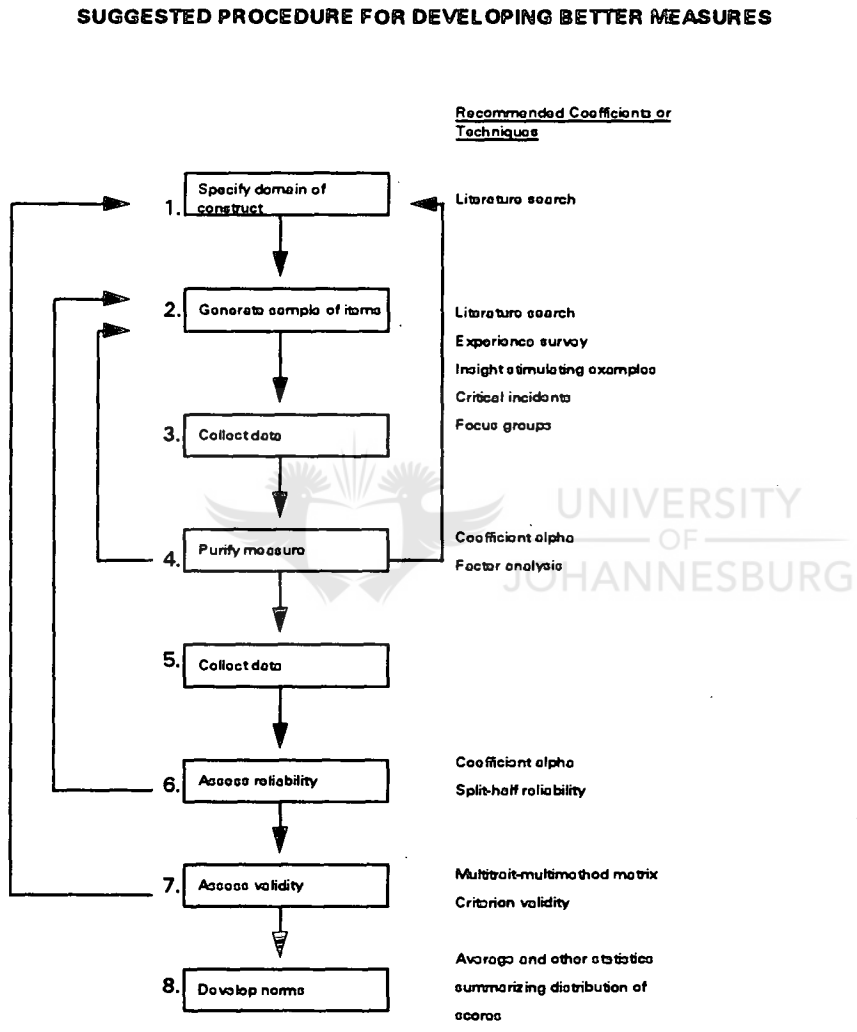 SUGGESTED PROCEDURE FOR DEVELOPING BETTER MEASURES
Recommended Coefficients or
Techniques
1. Specify domain of
construct
Literature search
2. Generate sample of items
Literature search
Experience survey
Insight stimulating examples
Critical incidents
Focus groups
3. Collect data
UNIVERSITY
OF
JOHANNESBURG
4. Purify measure
Coefficient alpha
Factor analysis
5. Collect data
6. Assess reliability
Coefficient alpha
Split-half reliability
7. Assess validity
Multitrait-multimethod matrix
Criterion validity
8. Develop norms
Average and other statistics
summarizing distribution of
scores